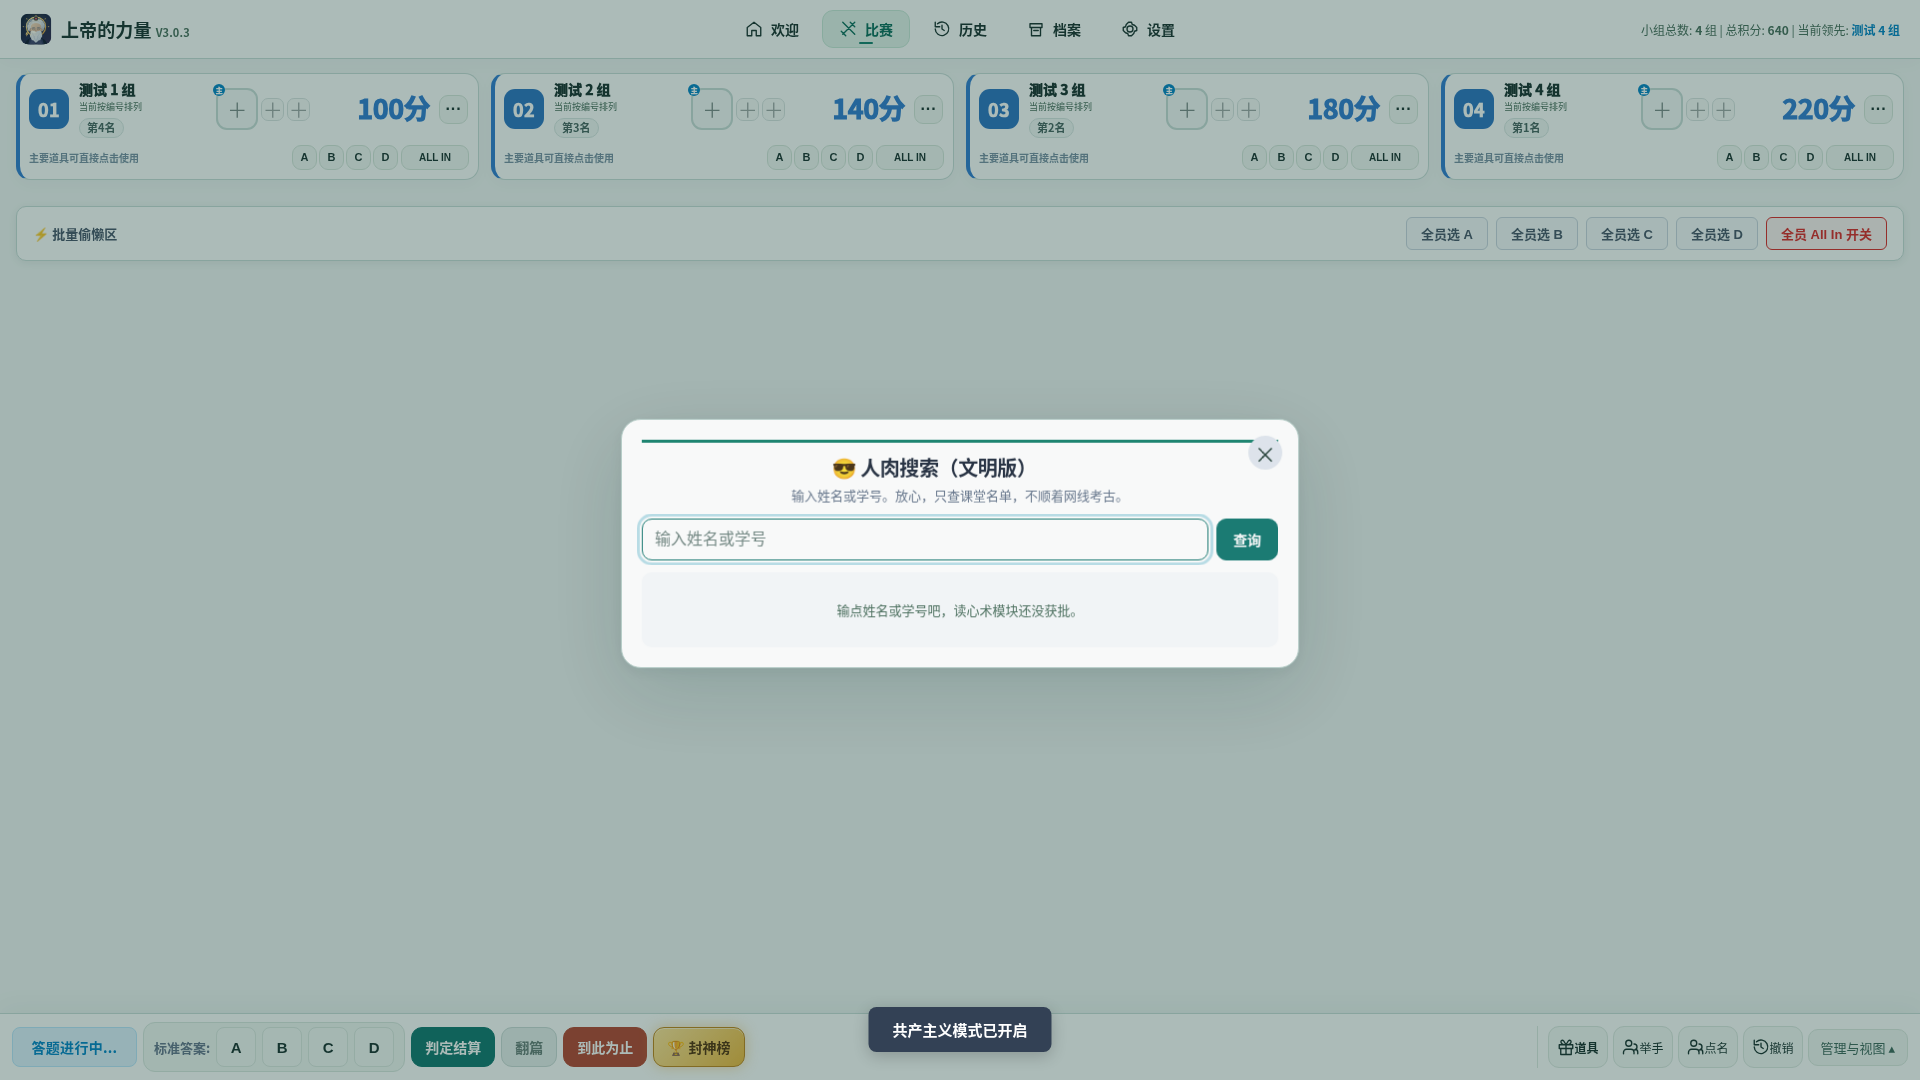 上帝的力量 V3.0.3
欢迎 比赛 历史 档案 设置
小组总数: 4 组 | 总积分: 640 | 当前领先: 测试 4 组
01 测试 1 组
当前按编号排列
第4名
主 100分 ...
主要道具可直接点击使用 A B C D ALL IN
02 测试 2 组
当前按编号排列
第3名
主 140分 ...
主要道具可直接点击使用 A B C D ALL IN
03 测试 3 组
当前按编号排列
第2名
主 180分 ...
主要道具可直接点击使用 A B C D ALL IN
04 测试 4 组
当前按编号排列
第1名
主 220分 ...
主要道具可直接点击使用 A B C D ALL IN
⚡ 批量偷懒区 全员选 A 全员选 B 全员选 C 全员选 D 全员 All In 开关
😎 人肉搜索（文明版）
输入姓名或学号。放心，只查课堂名单，不顺着网线考古。
输入姓名或学号 查询
输点姓名或学号吧，读心术模块还没获批。
共产主义模式已开启
答题进行中... 标准答案: A B C D 判定结算 翻篇 到此为止 🏆 封神榜 道具 举手 点名 撤销 管理与视图 ▴